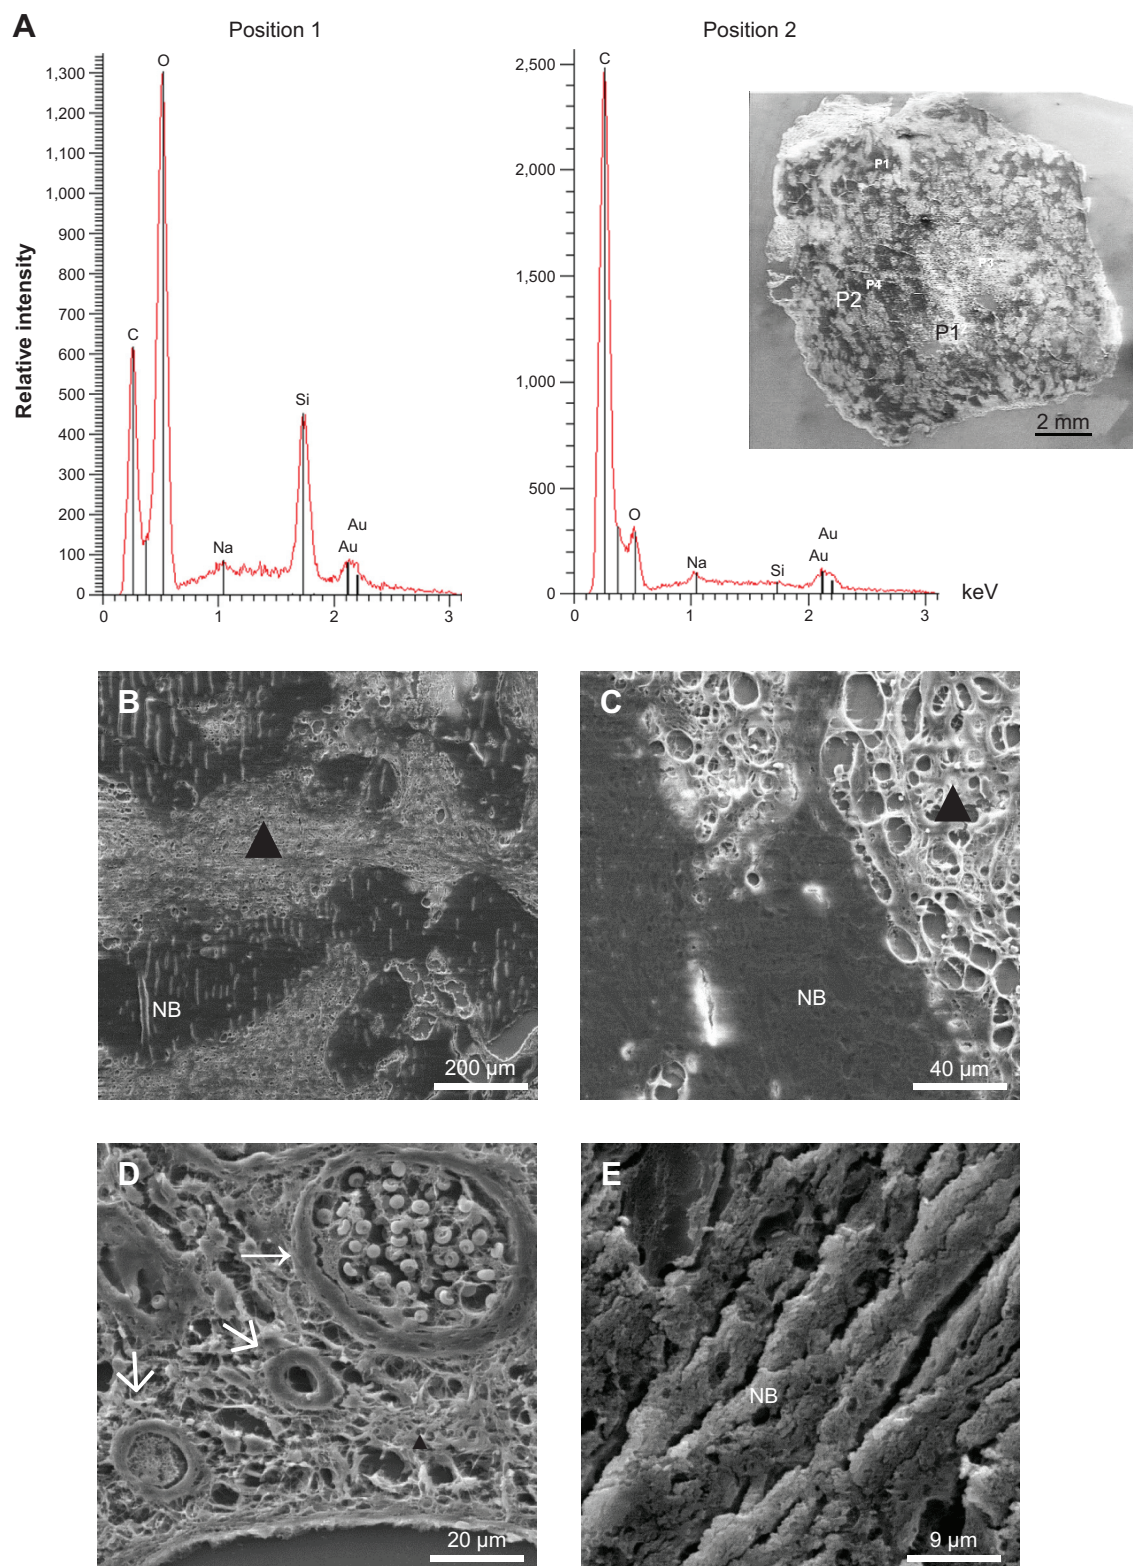 A
Position 1
Position 2
Relative intensity
1,300
1,200
1,100
1,000
900
800
700
600
500
400
300
200
100
0
C
O
Na
Si
Au
Au
0
1
2
3
2,500
2,000
1,500
1,000
500
0
C
O
Na
Si
Au
Au
0
1
2
3
keV
P1
P3
P4
P2
P1
2 mm
B
NB
200 µm
C
NB
40 µm
D
20 µm
E
NB
9 µm